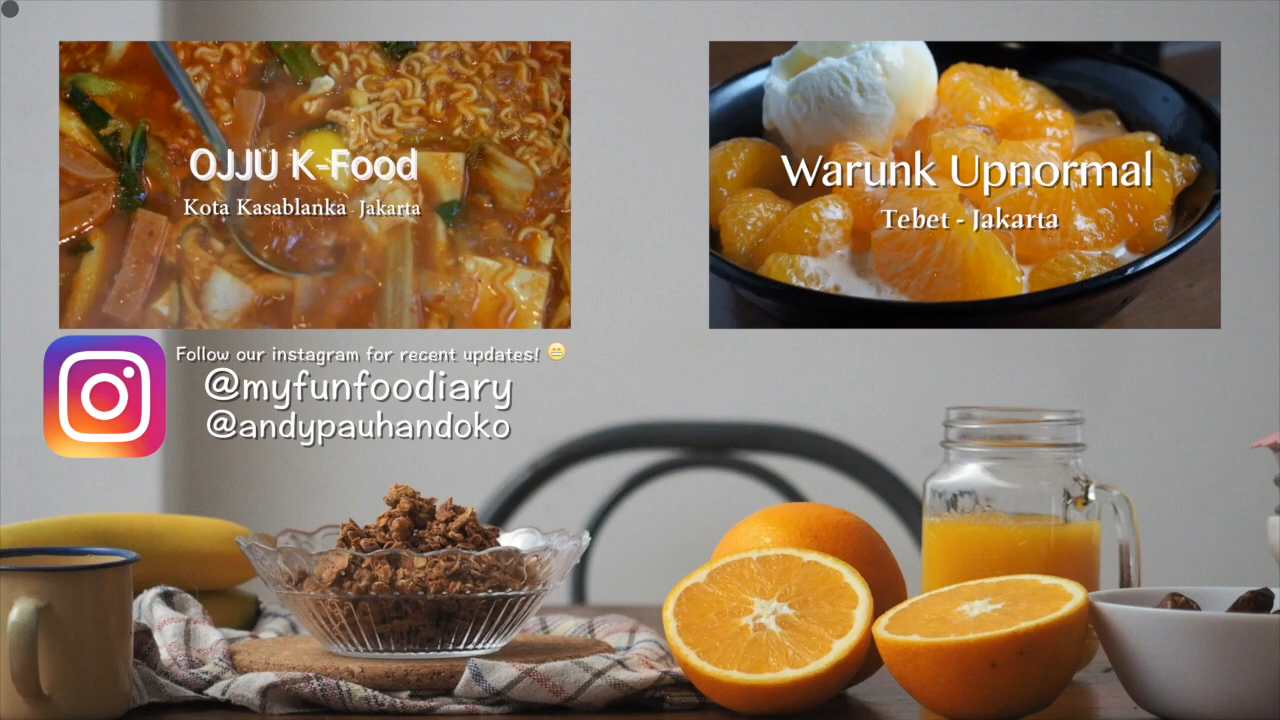 OJJU K-Food
Kota Kasablanka - Jakarta
Warunk Upnormal
Tebet - Jakarta
Follow our instagram for recent updates! 😁
@myfunfoodiary
@andypauhandoko